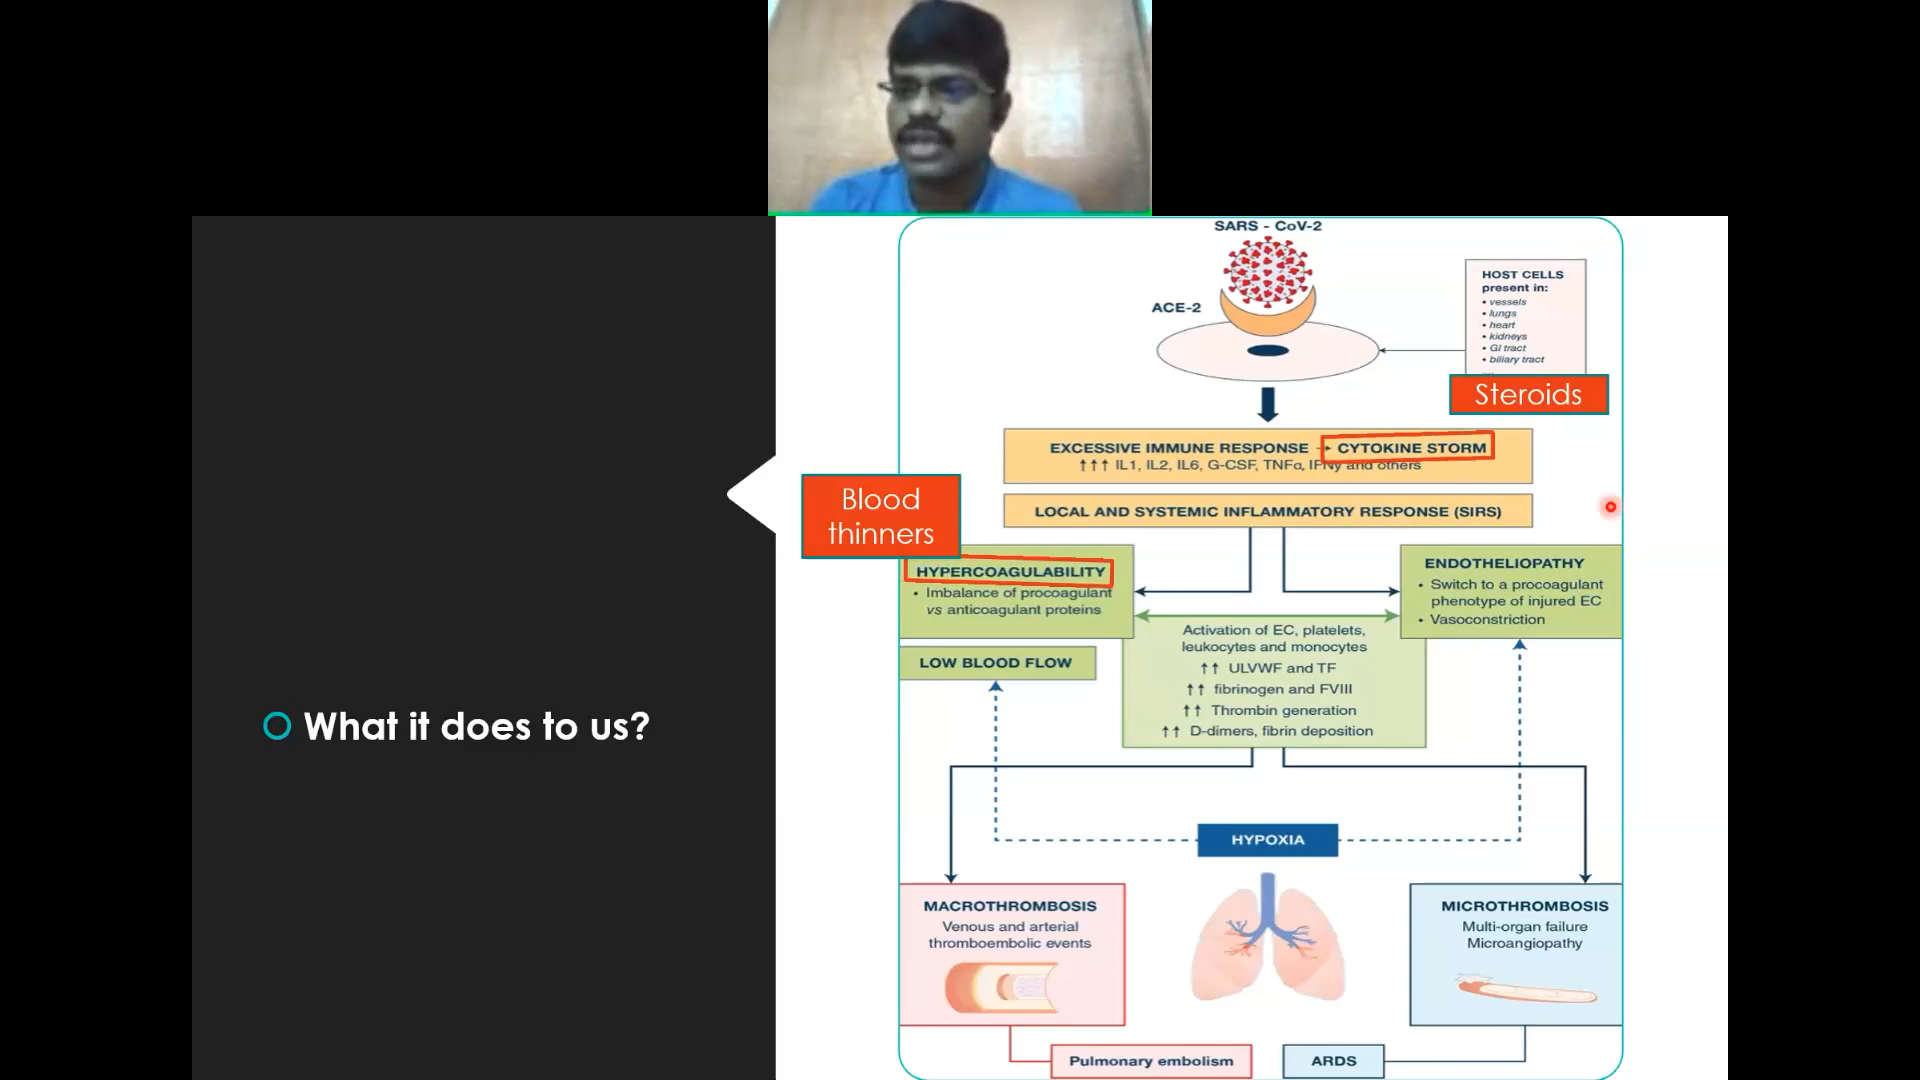 What it does to us?
SARS - CoV-2
ACE-2
HOST CELLS
present in:
• vessels
• lungs
• heart
• kidneys
• GI tract
• biliary tract
Steroids
EXCESSIVE IMMUNE RESPONSE → CYTOKINE STORM
↑↑↑ IL1, IL2, IL6, G-CSF, TNFα, IFNγ and others
LOCAL AND SYSTEMIC INFLAMMATORY RESPONSE (SIRS)
Blood
thinners
HYPERCOAGULABILITY
• Imbalance of procoagulant
vs anticoagulant proteins
ENDOTHELIOPATHY
• Switch to a procoagulant
phenotype of injured EC
• Vasoconstriction
LOW BLOOD FLOW
Activation of EC, platelets,
leukocytes and monocytes
↑↑ ULVWF and TF
↑↑ fibrinogen and FVIII
↑↑ Thrombin generation
↑↑ D-dimers, fibrin deposition
HYPOXIA
MACROTHROMBOSIS
Venous and arterial
thromboembolic events
MICROTHROMBOSIS
Multi-organ failure
Microangiopathy
Pulmonary embolism
ARDS